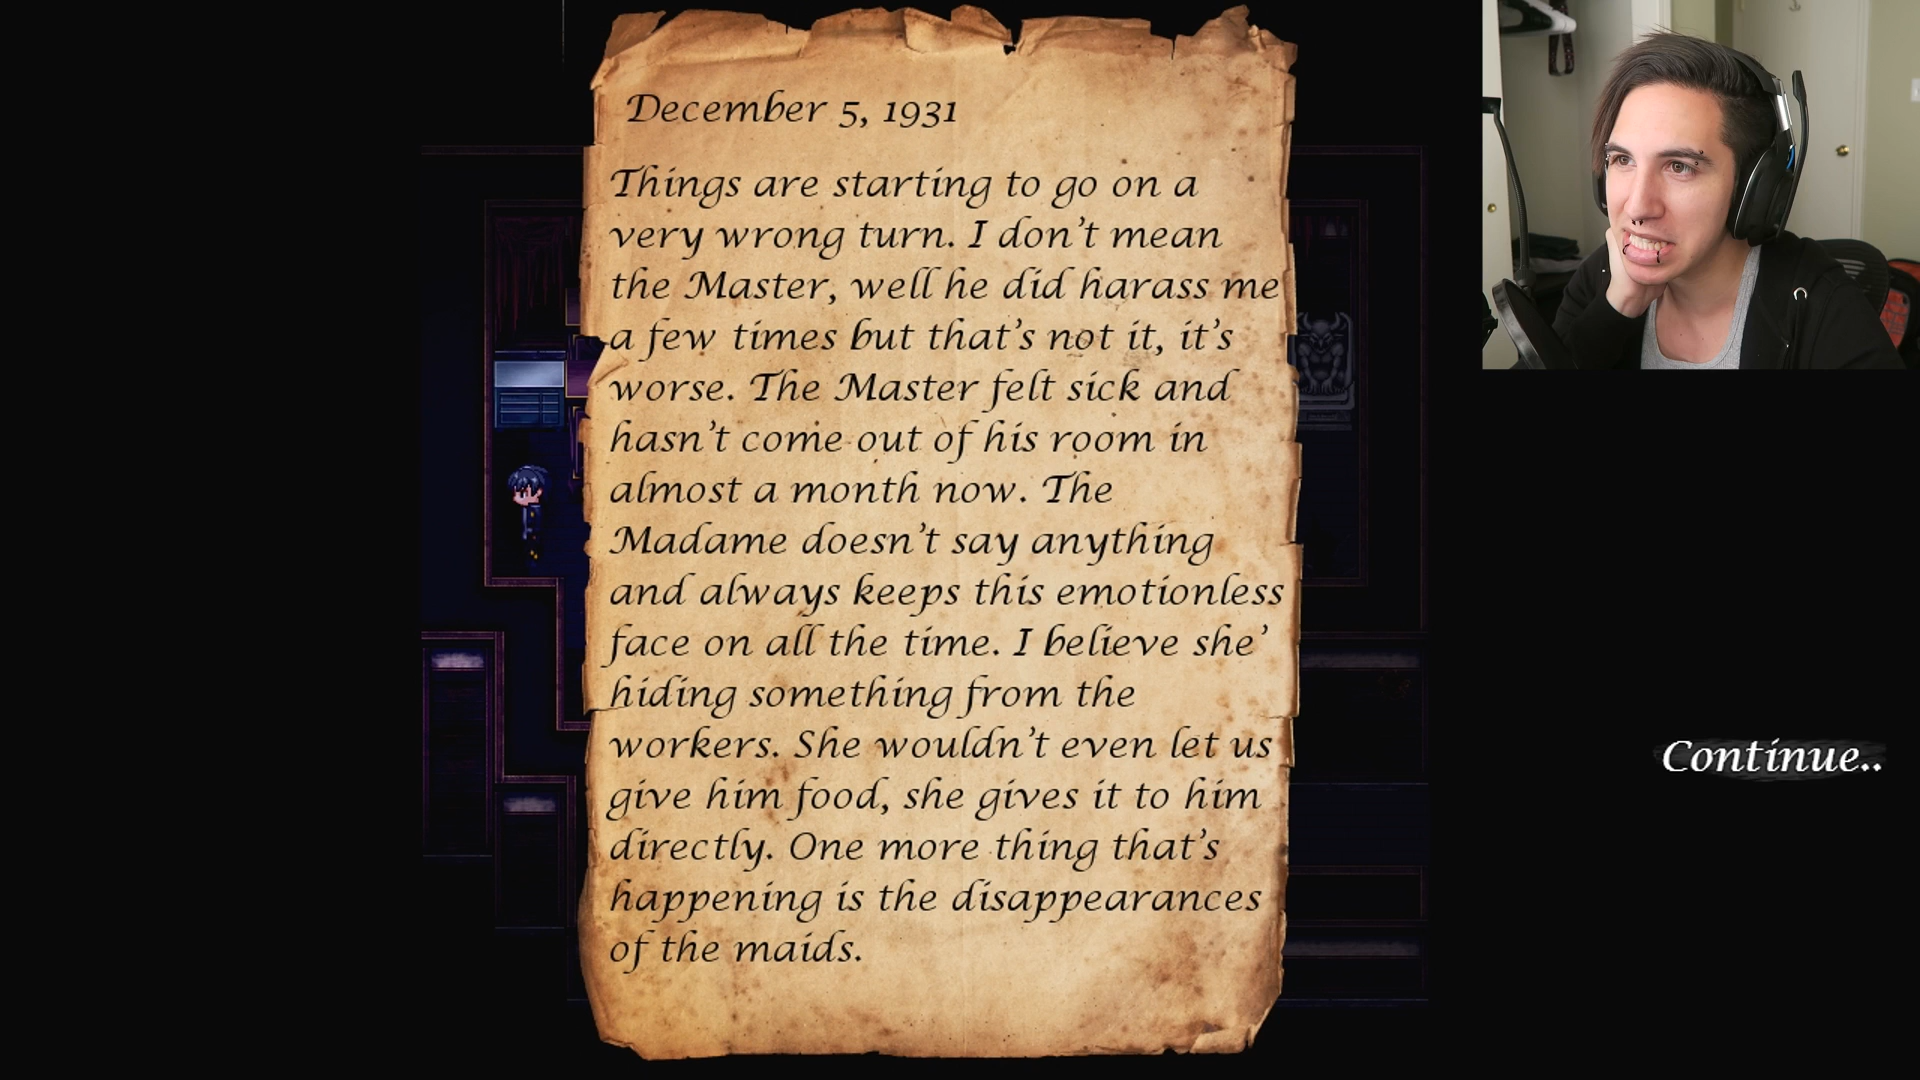 December 5, 1931
Things are starting to go on a
very wrong turn. I don't mean
the Master, well he did harass me
a few times but that's not it, it's
worse. The Master felt sick and
hasn't come out of his room in
almost a month now. The
Madame doesn't say anything
and always keeps this emotionless
face on all the time. I believe she'
hiding something from the
workers. She wouldn't even let us
give him food, she gives it to him
directly. One more thing that's
happening is the disappearances
of the maids.
Continue..